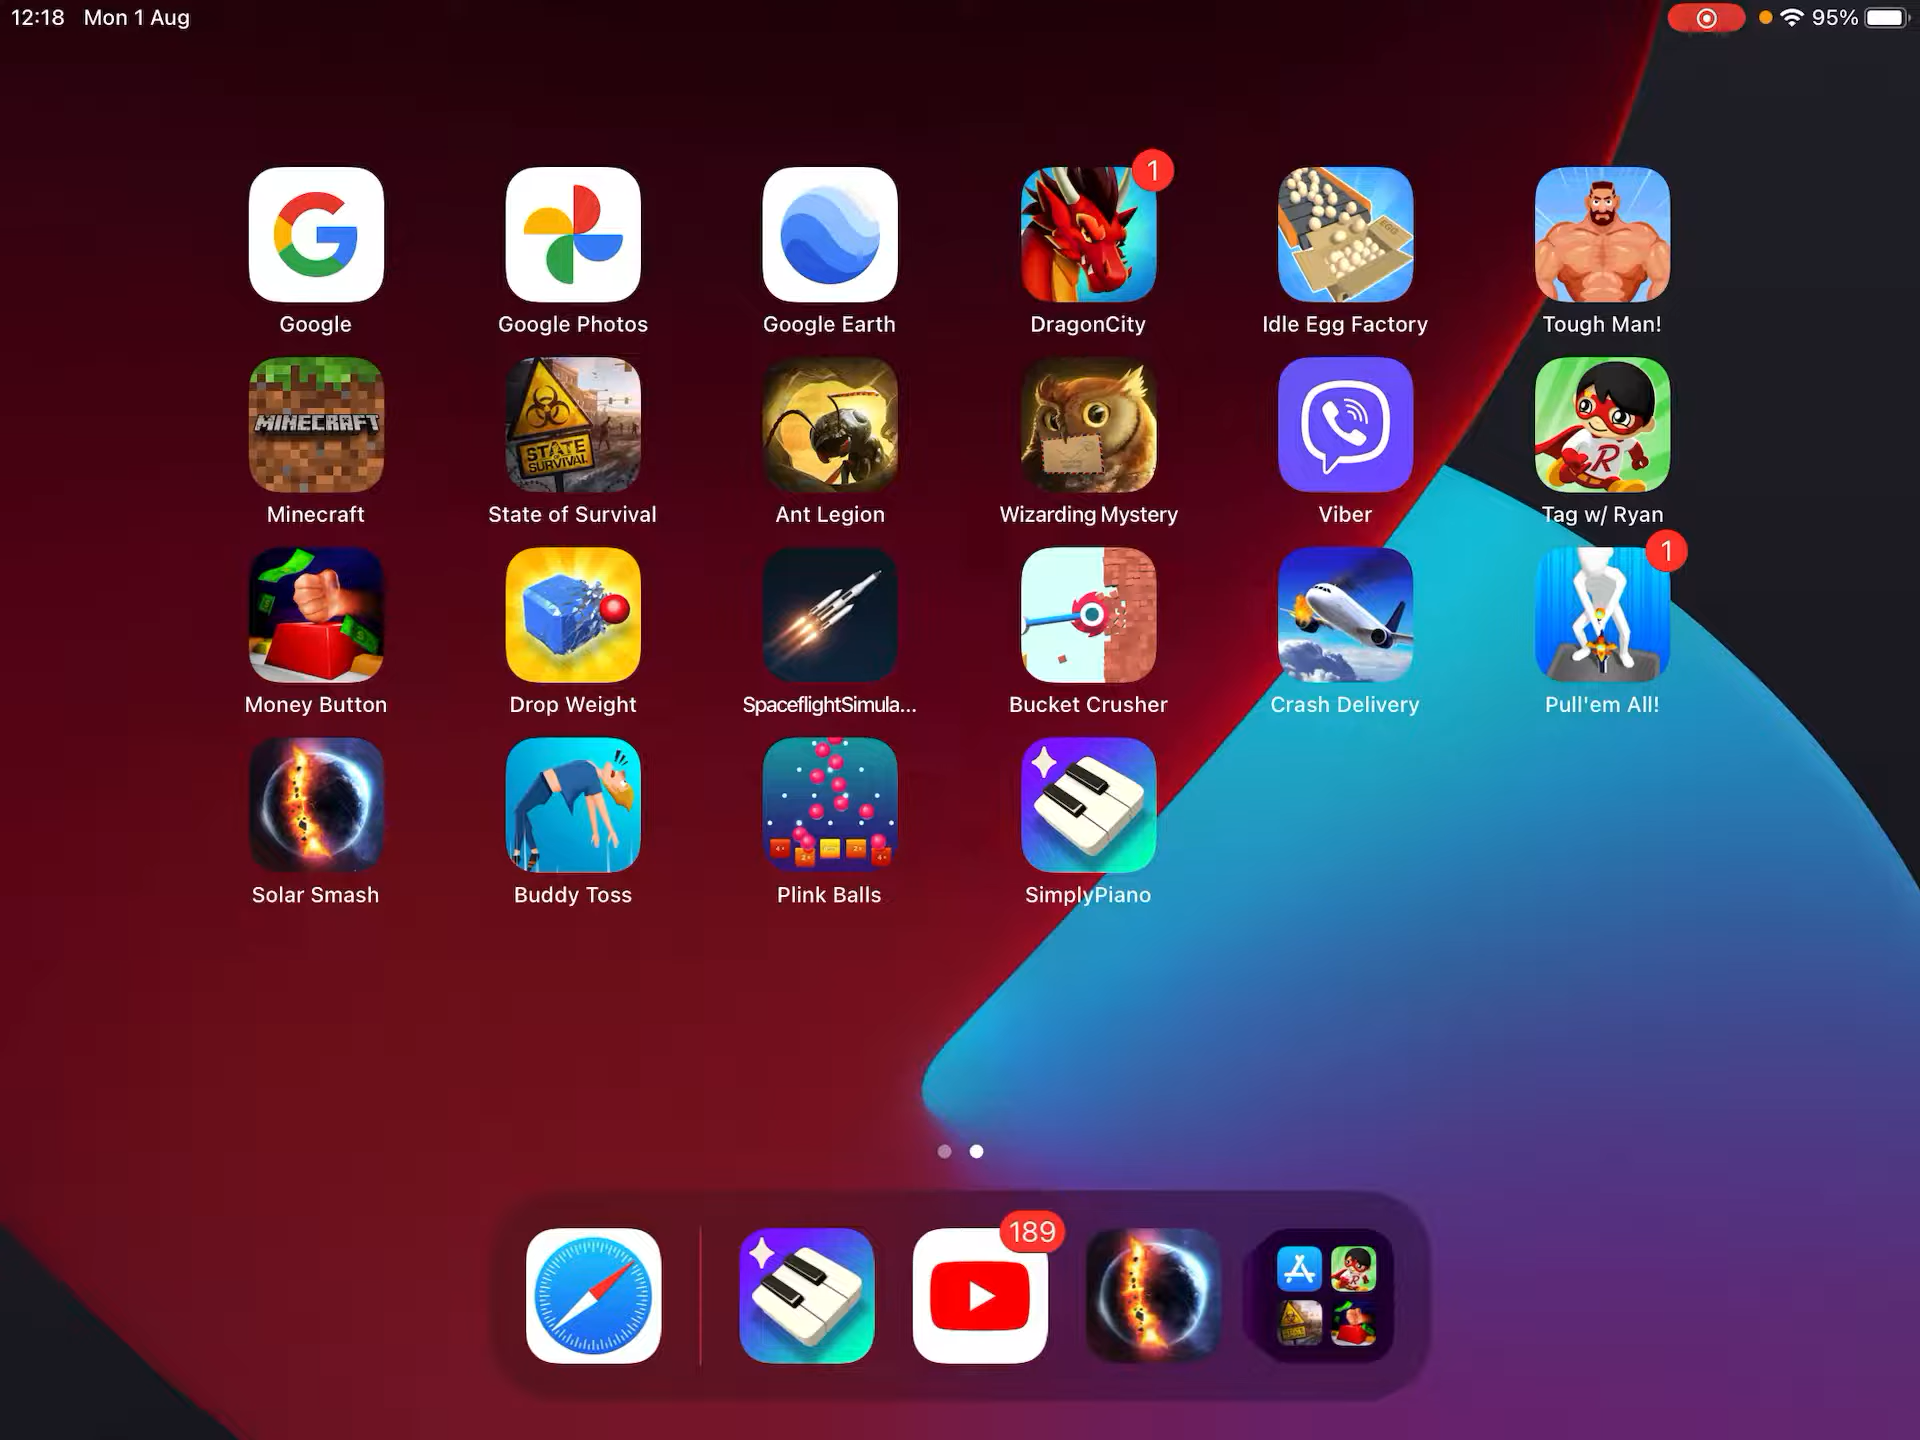 12:18 Mon 1 Aug
95%
1
Google
Google Photos
Google Earth
DragonCity
Idle Egg Factory
Tough Man!
EGG
MINECRAFT
STATE
SURVIVAL
R
Minecraft
State of Survival
Ant Legion
Wizarding Mystery
Viber
Tag w/ Ryan
1
Money Button
Drop Weight
SpaceflightSimula...
Bucket Crusher
Crash Delivery
Pull'em All!
Solar Smash
Buddy Toss
Plink Balls
SimplyPiano
189